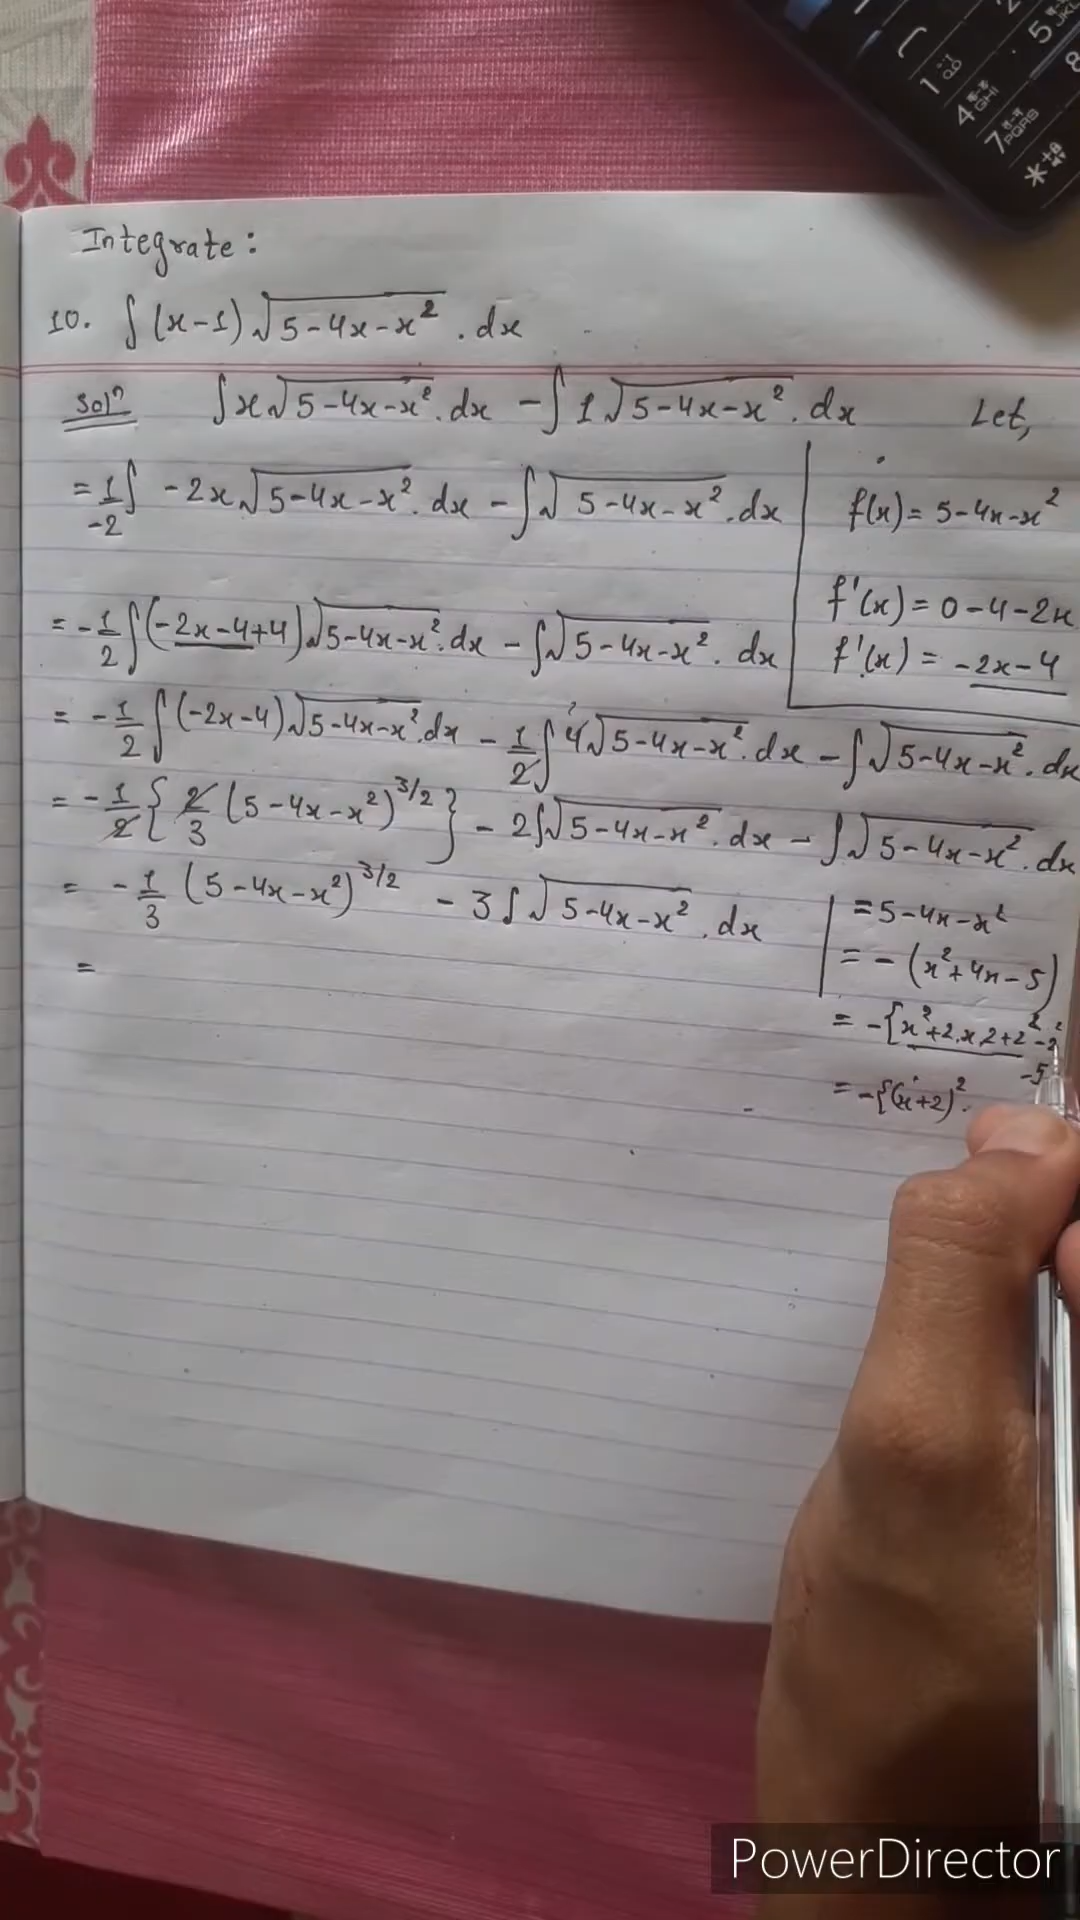 Integrate:
10. ∫ (x-1) √(5-4x-x²) . dx
Solⁿ ∫ x √(5-4x-x²) . dx - ∫ 1 √(5-4x-x²) . dx Let,
= 1/-2 ∫ -2x √(5-4x-x²) . dx - ∫ √(5-4x-x²) . dx
f(x) = 5-4x-x²
f'(x) = 0-4-2x
= -1/2 ∫ (-2x-4+4) √(5-4x-x²) . dx - ∫ √(5-4x-x²) . dx
f'(x) = -2x-4
= -1/2 ∫ (-2x-4) √(5-4x-x²) . dx - 1/2 ∫ 4 √(5-4x-x²) . dx - ∫ √(5-4x-x²) . dx
= -1/2 { 2/3 (5-4x-x²)^3/2 } - 2 ∫ √(5-4x-x²) . dx - ∫ √(5-4x-x²) . dx
= -1/3 (5-4x-x²)^3/2 - 3 ∫ √(5-4x-x²) . dx
=
= 5-4x-x²
= - (x²+4x-5)
= -{x²+2.x.2+2²-2²
-5
= -{(x+2)²
1
4 GHI
5 JKL
7 PQRS
8
*
PowerDirector